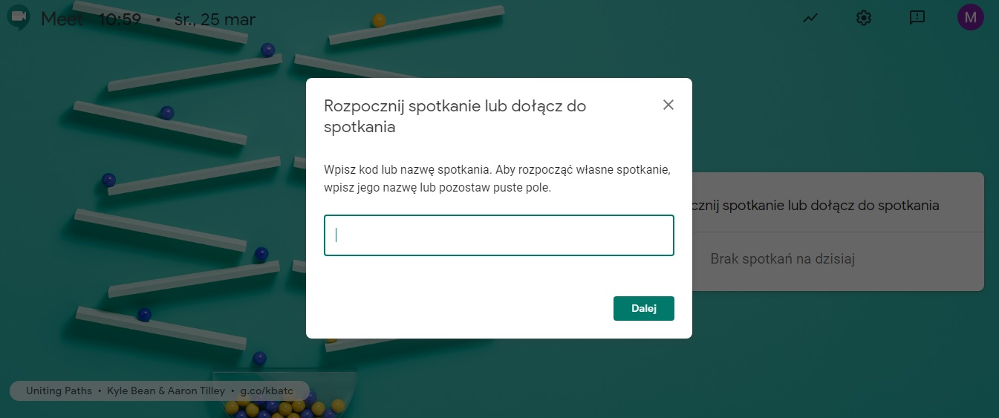 Meet 10:59 • śr., 25 mar
M
Rozpocznij spotkanie lub dołącz do
spotkania
Wpisz kod lub nazwę spotkania. Aby rozpocząć własne spotkanie,
wpisz jego nazwę lub pozostaw puste pole.
Dalej
cznij spotkanie lub dołącz do spotkania
Brak spotkań na dzisiaj
Uniting Paths • Kyle Bean & Aaron Tilley • g.co/kbatc